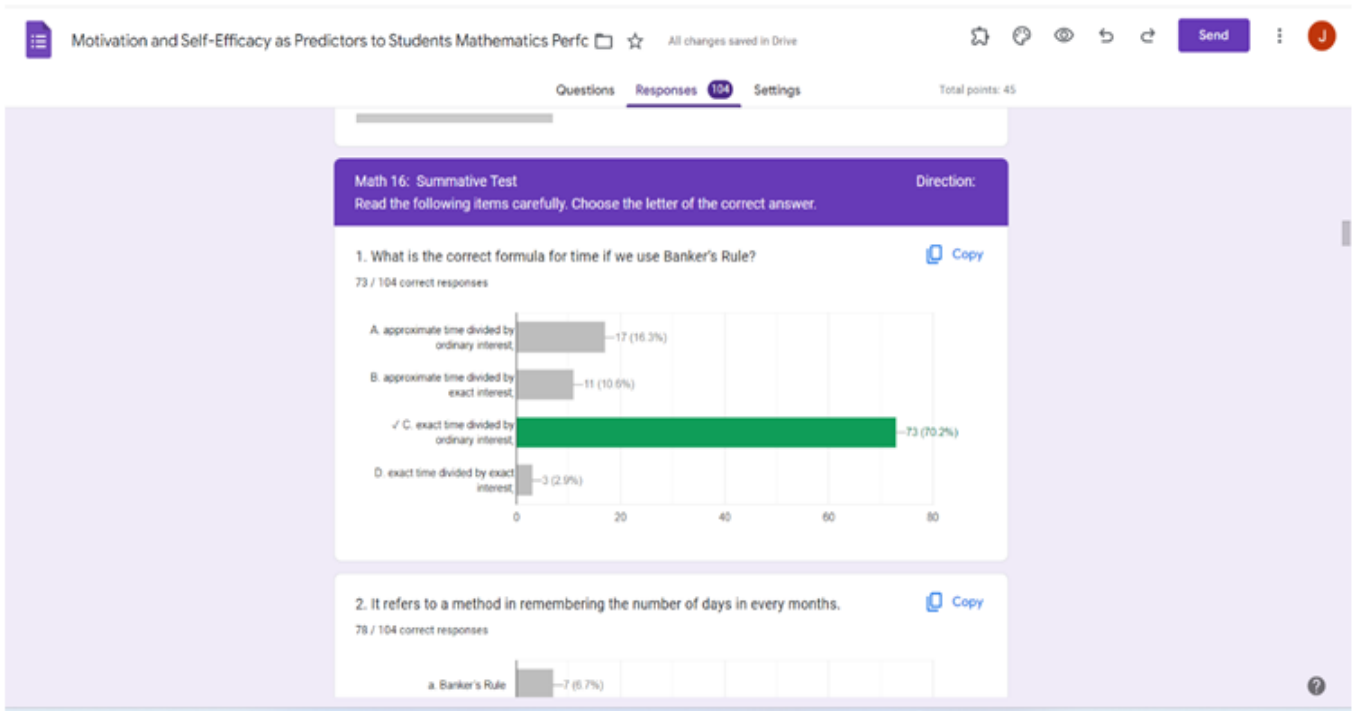 Motivation and Self-Efficacy as Predictors to Students Mathematics Perfc
All changes saved in Drive
Send
J
Questions
Responses 104
Settings
Total points: 45
Math 16: Summative Test
Direction:
Read the following items carefully. Choose the letter of the correct answer.
1. What is the correct formula for time if we use Banker's Rule?
Copy
73 / 104 correct responses
A. approximate time divided by
ordinary interest,
17 (16.3%)
B. approximate time divided by
exact interest,
11 (10.6%)
✓ C. exact time divided by
ordinary interest,
73 (70.2%)
D. exact time divided by exact
interest,
3 (2.9%)
0 20 40 60 80
2. It refers to a method in remembering the number of days in every months.
Copy
78 / 104 correct responses
a. Banker's Rule
7 (6.7%)